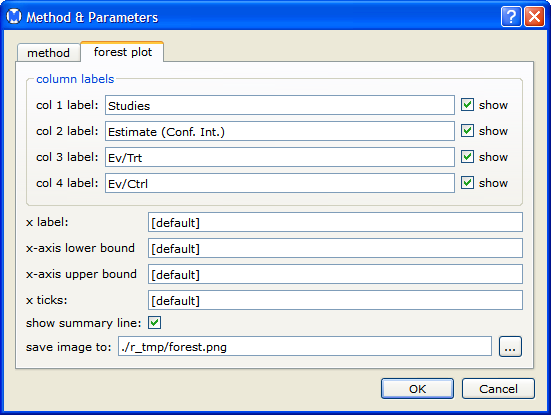 Method & Parameters
method forest plot
column labels
col 1 label: Studies show
col 2 label: Estimate (Conf. Int.) show
col 3 label: Ev/Trt show
col 4 label: Ev/Ctrl show
x label: [default]
x-axis lower bound [default]
x-axis upper bound [default]
x ticks: [default]
show summary line:
save image to: ./r_tmp/forest.png ...
OK Cancel